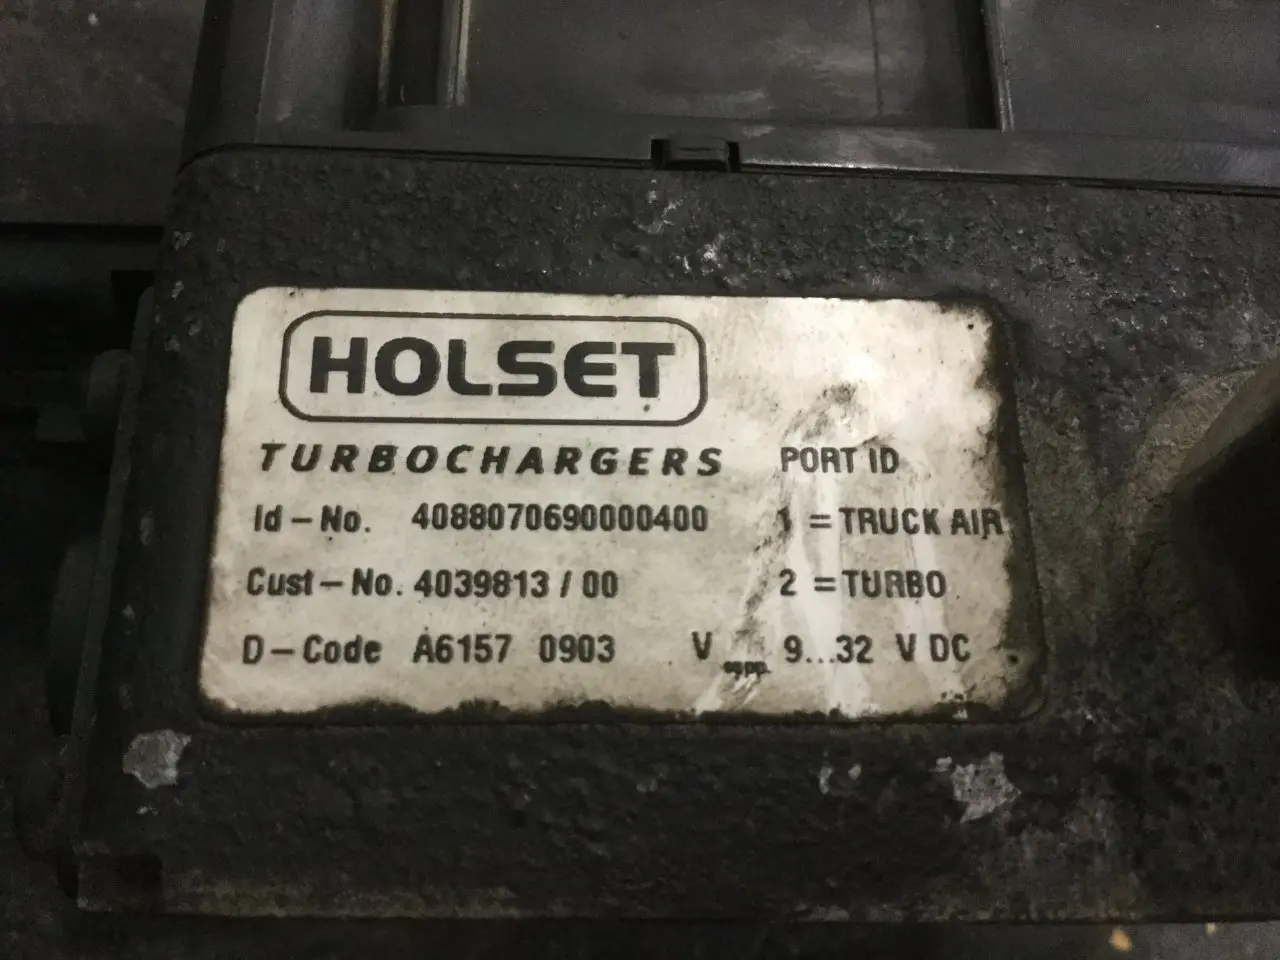 HOLSET
TURBOCHARGERS PORT ID
Id-No. 4088070690000400 1 = TRUCK AIR
Cust-No. 4039813 / 00 2 = TURBO
D-Code A6157 0903 V 9...32 V DC